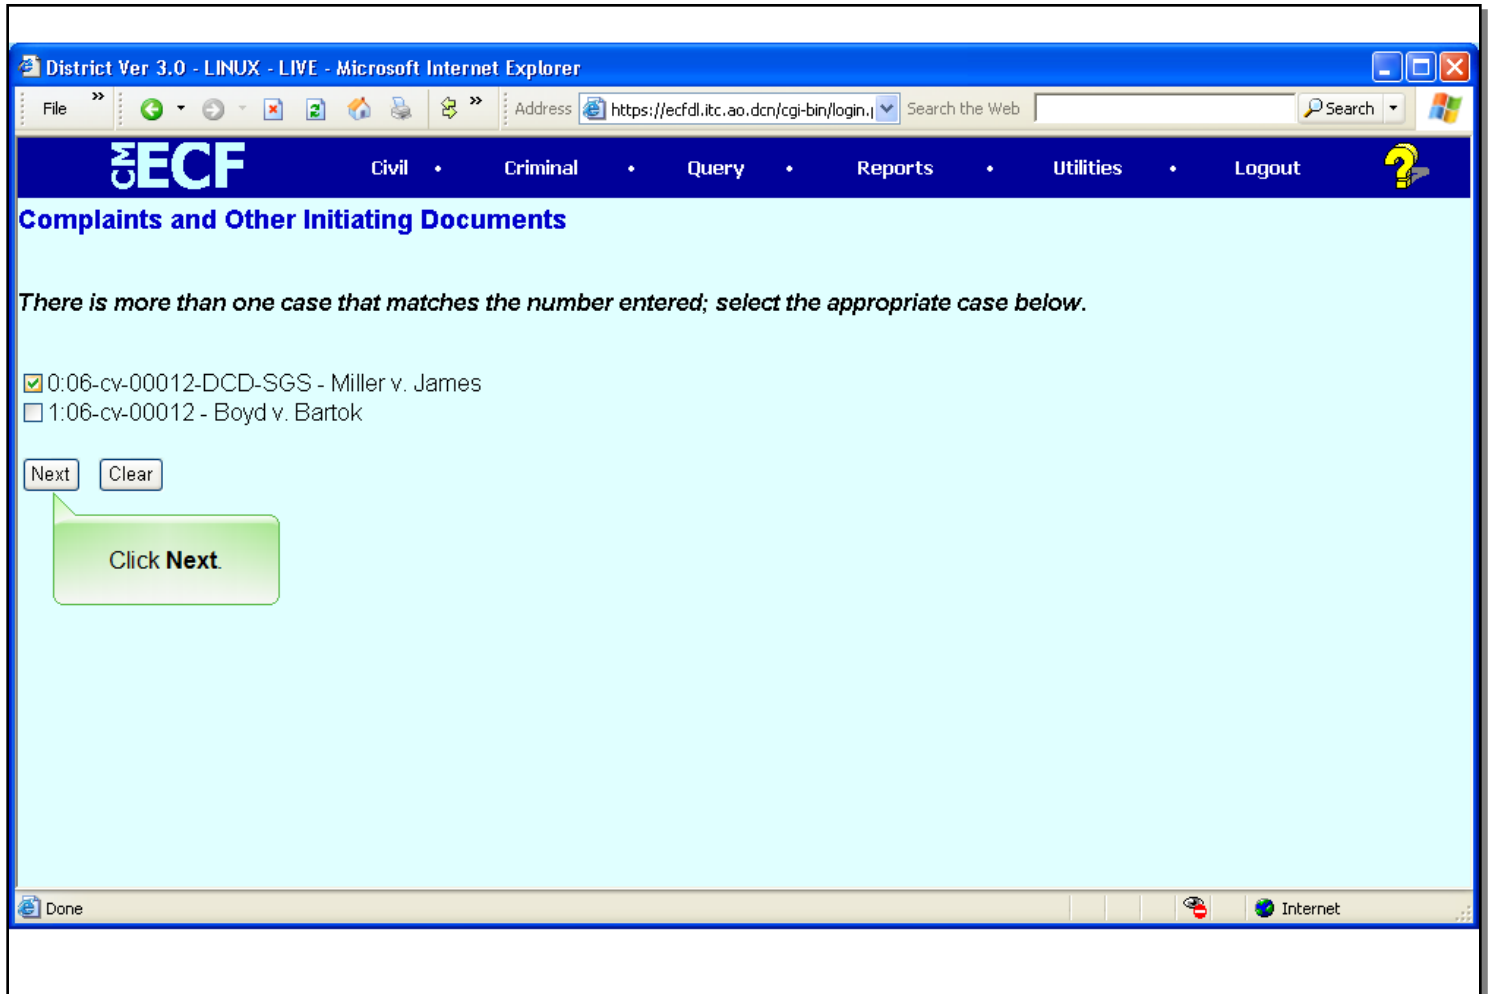 District Ver 3.0 - LINUX - LIVE - Microsoft Internet Explorer
File » » Address https://ecfdl.itc.ao.dcn/cgi-bin/login. Search the Web Search
CM ECF Civil • Criminal • Query • Reports • Utilities • Logout ?
Complaints and Other Initiating Documents
There is more than one case that matches the number entered; select the appropriate case below.
0:06-cv-00012-DCD-SGS - Miller v. James
1:06-cv-00012 - Boyd v. Bartok
Next Clear
Click Next.
Done Internet